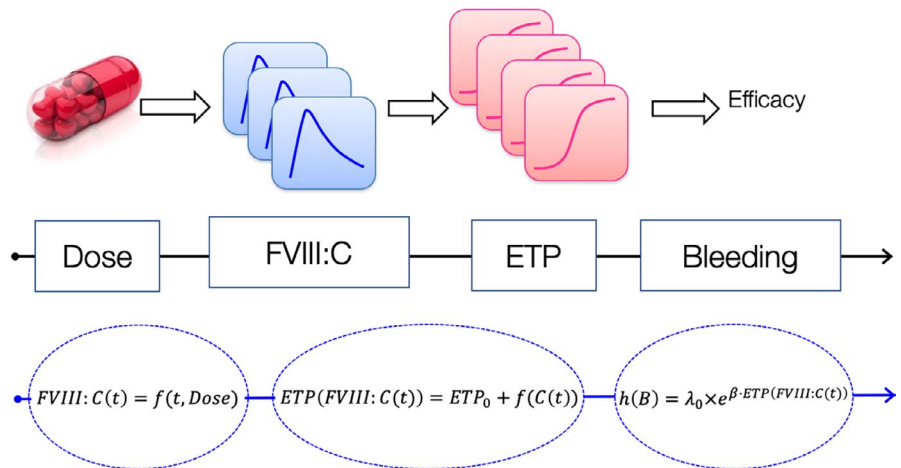 Efficacy
Dose
FVIII:C
ETP
Bleeding
𝐹𝑉𝐼𝐼𝐼: 𝐶(𝑡) = 𝑓(𝑡, 𝐷𝑜𝑠𝑒)
𝐸𝑇𝑃(𝐹𝑉𝐼𝐼𝐼: 𝐶(𝑡)) = 𝐸𝑇𝑃₀ + 𝑓(𝐶(𝑡))
ℎ(𝐵) = 𝜆₀×𝑒^{𝛽·𝐸𝑇𝑃(𝐹𝑉𝐼𝐼𝐼:𝐶(𝑡))}